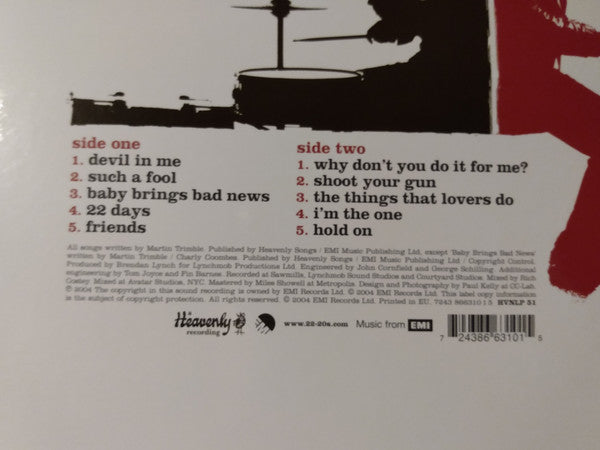 side one
1. devil in me
2. such a fool
3. baby brings bad news
4. 22 days
5. friends
side two
1. why don't you do it for me?
2. shoot your gun
3. the things that lovers do
4. i'm the one
5. hold on
All songs written by Martin Trimble. Published by Heavenly Songs / EMI Music Publishing Ltd, except 'Baby Brings Bad News'
written by Martin Trimble / Charly Coombes. Published by Heavenly Songs / EMI Music Publishing Ltd / Copyright Control.
Produced by Brendan Lynch for Lynchmob Productions Ltd. Engineered by John Cornfield and George Schilling. Additional
engineering by Tom Joyce and Fin Barnes. Recorded at Sawmills, Lynchmob Sound Studios and Courtyard Studios. Mixed by Rich
Costey. Mixed at Avatar Studios, NYC. Mastered by Miles Showell at Metropolis. Design and Photography by Paul Kelly at CC-Lab.
℗ 2004 The copyright in this sound recording is owned by EMI Records Ltd. © 2004 EMI Records Ltd. This label copy information
is the subject of copyright protection. All rights reserved. © 2004 EMI Records Ltd. Printed in EU. 7243 8663101 5 HVNLP 51
Heavenly
recording
www.22-20s.com
Music from EMI
7 24386 63101 5